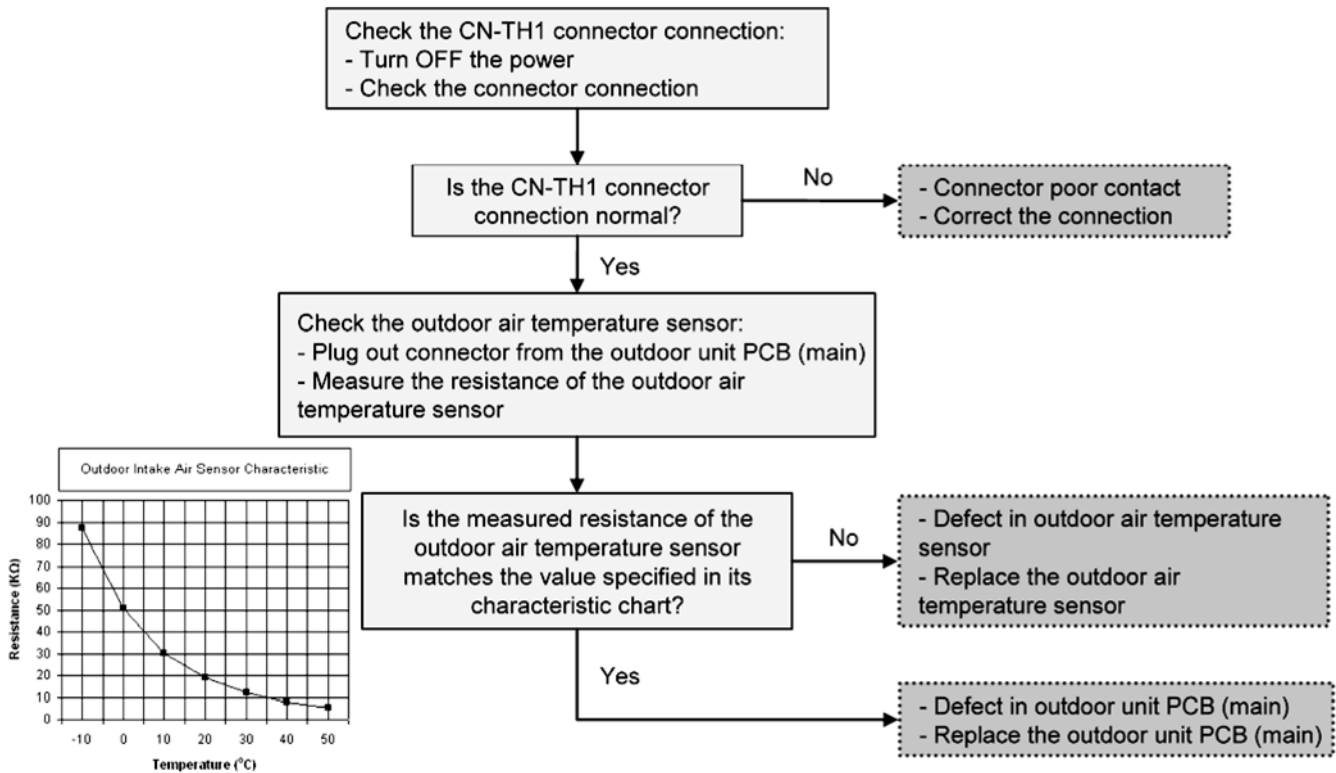 Check the CN-TH1 connector connection:
- Turn OFF the power
- Check the connector connection
Is the CN-TH1 connector
connection normal?
No
- Connector poor contact
- Correct the connection
Yes
Check the outdoor air temperature sensor:
- Plug out connector from the outdoor unit PCB (main)
- Measure the resistance of the outdoor air
temperature sensor
Outdoor Intake Air Sensor Characteristic
Resistance (KΩ)
100
90
80
70
60
50
40
30
20
10
0
-10 0 10 20 30 40 50
Temperature (°C)
Is the measured resistance of the
outdoor air temperature sensor
matches the value specified in its
characteristic chart?
No
- Defect in outdoor air temperature
sensor
- Replace the outdoor air
temperature sensor
Yes
- Defect in outdoor unit PCB (main)
- Replace the outdoor unit PCB (main)